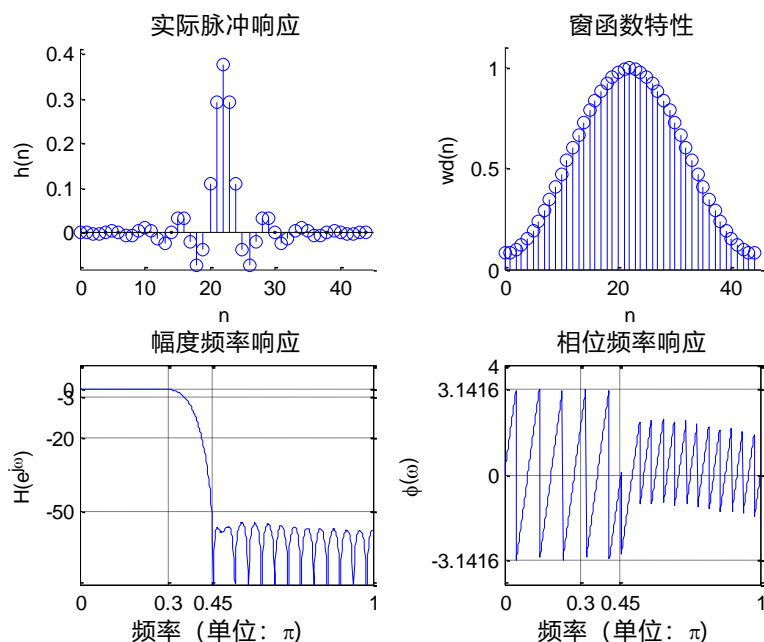 实际脉冲响应
0.4
0.3
0.2
0.1
0
h(n)
0 10 20 30 40
n
窗函数特性
1
0.5
0
wd(n)
0 20 40
n
幅度频率响应
0
-20
-50
H(e^jω)
0 0.3 0.45 1
频率（单位：π）
相位频率响应
4
3.1416
0
-3.1416
ϕ(ω)
0 0.3 0.45 1
频率（单位：π）